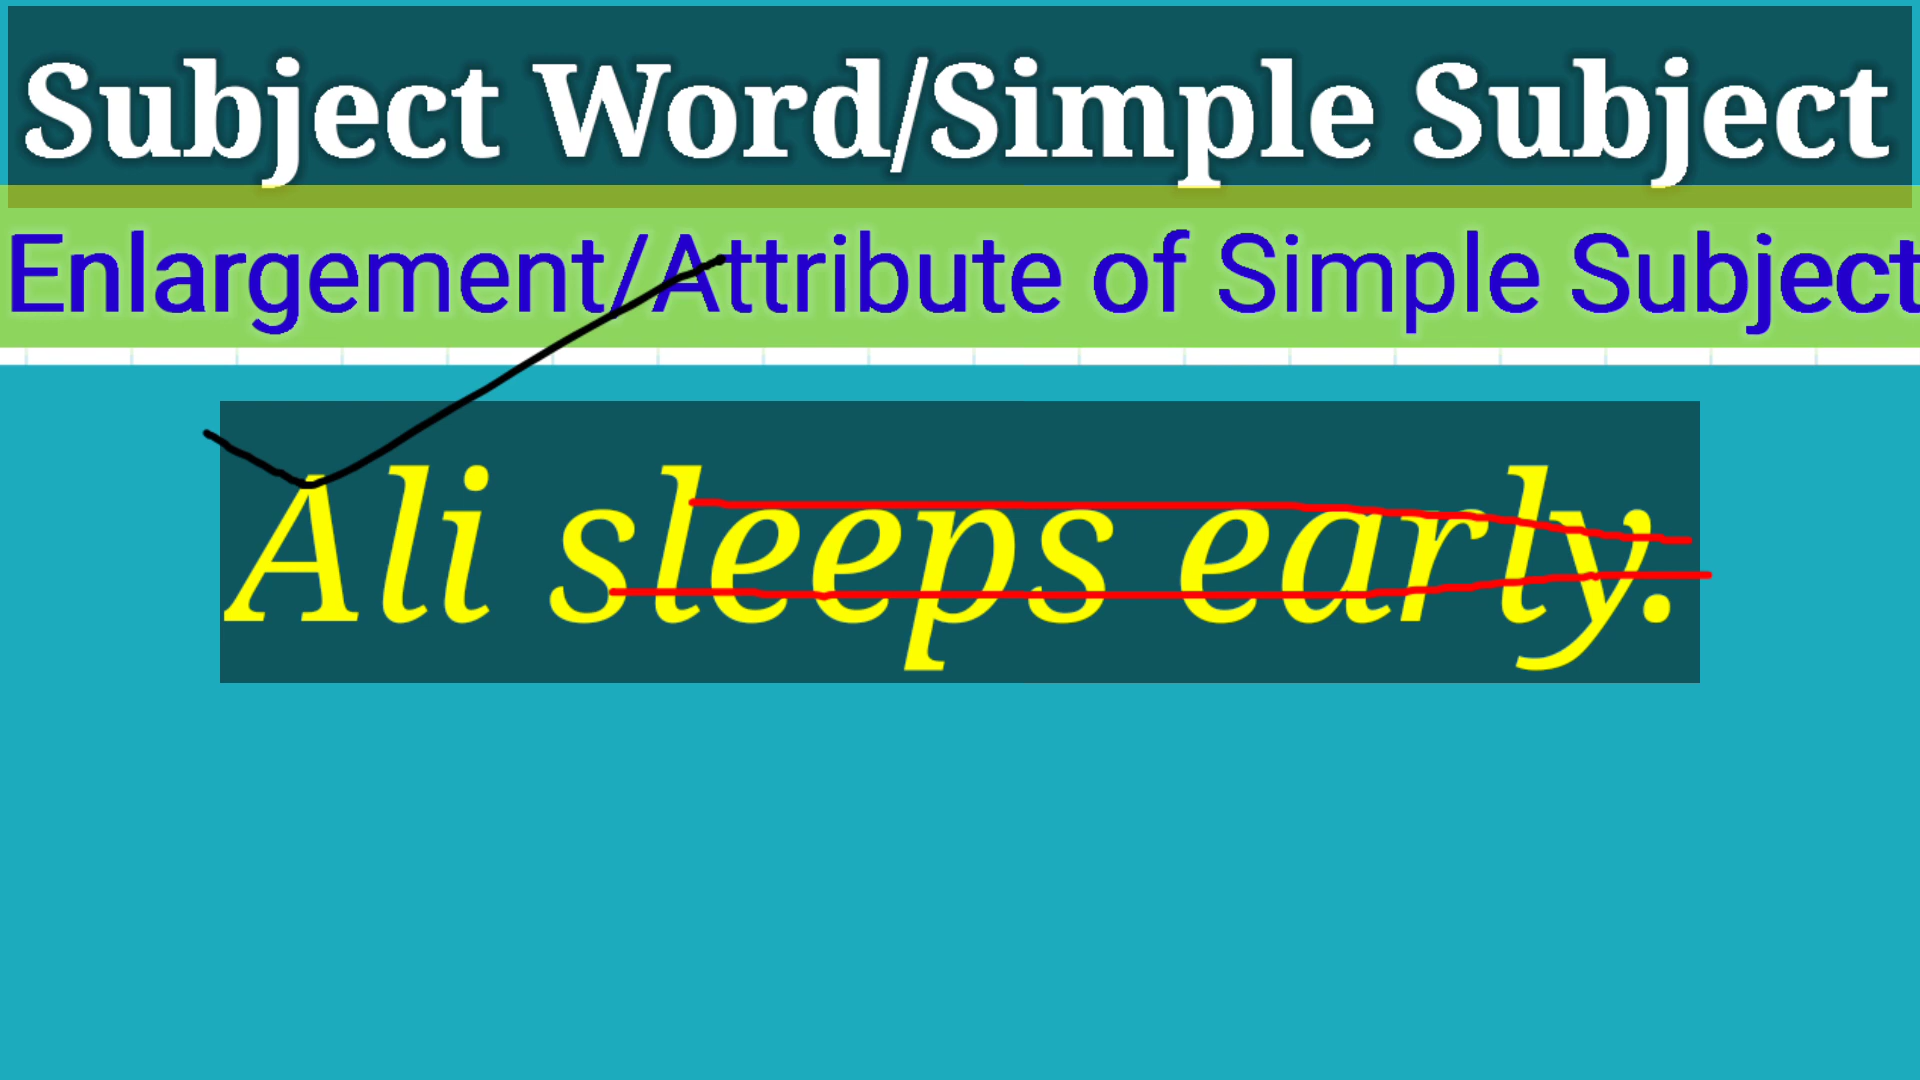 Subject Word/Simple Subject
Enlargement/Attribute of Simple Subject
Ali sleeps early.